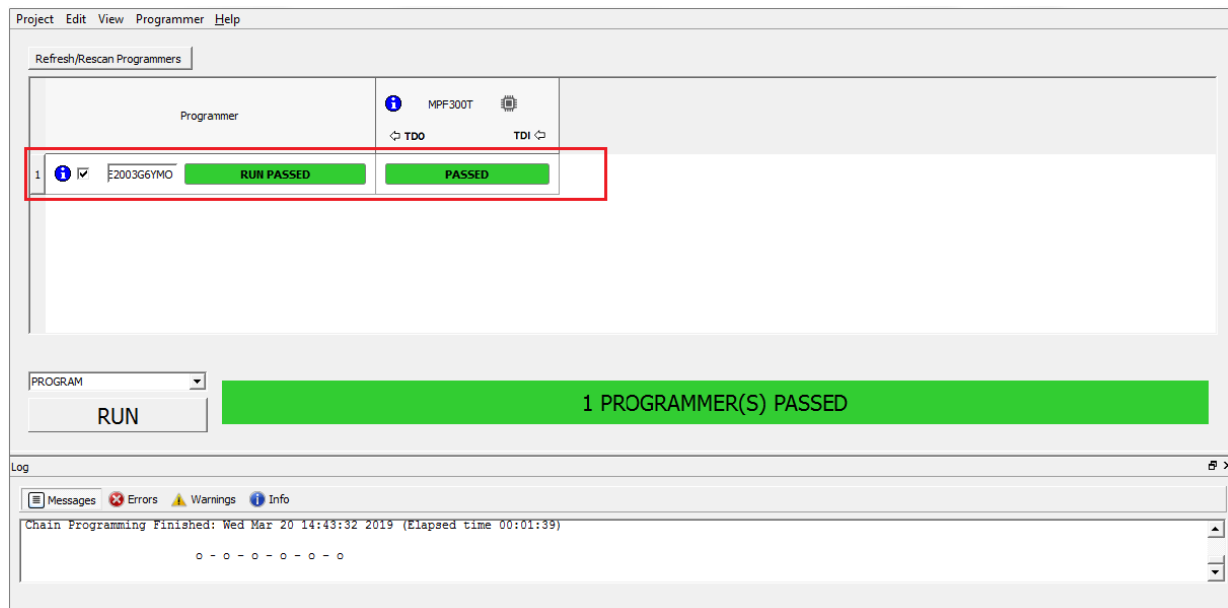 Project Edit View Programmer Help
Refresh/Rescan Programmers
Programmer
MPF300T
TDO TDI
1 E2003G6YMO RUN PASSED PASSED
PROGRAM
RUN
1 PROGRAMMER(S) PASSED
Log
Messages Errors Warnings Info
Chain Programming Finished: Wed Mar 20 14:43:32 2019 (Elapsed time 00:01:39)
o - o - o - o - o - o